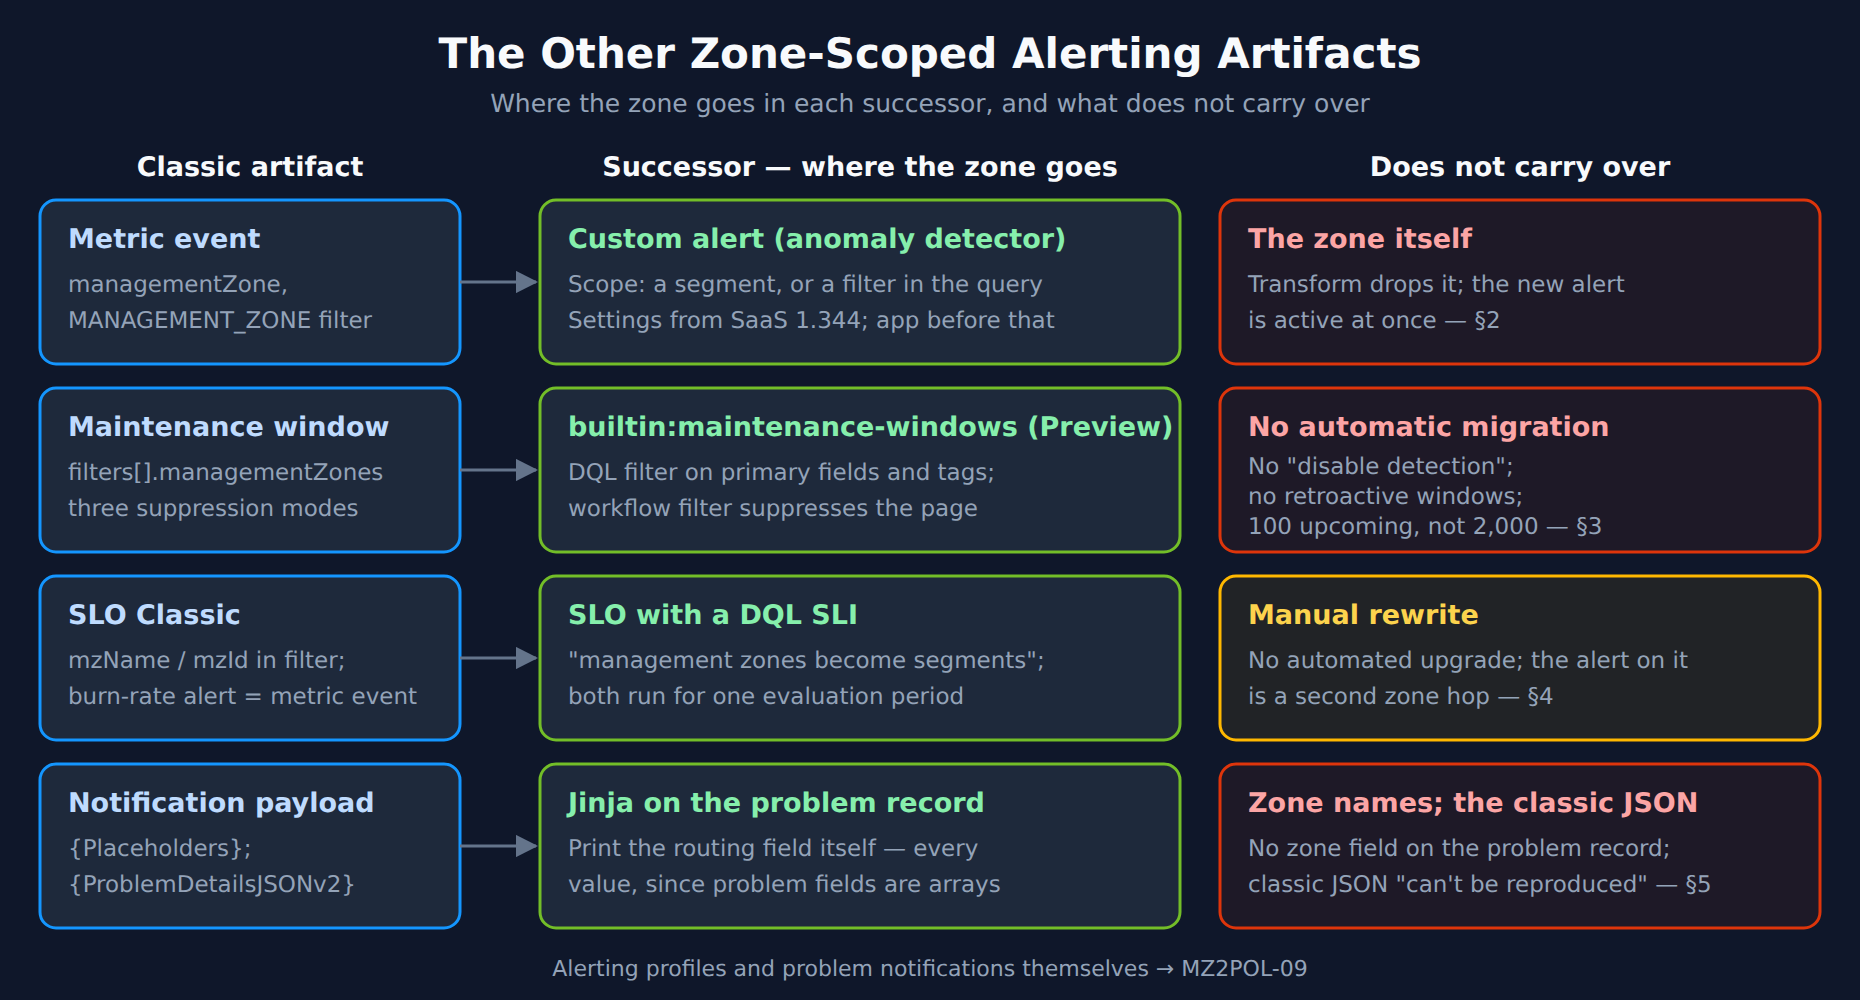 The Other Zone-Scoped Alerting Artifacts
Where the zone goes in each successor, and what does not carry over
Classic artifact
Successor — where the zone goes
Does not carry over
Metric event
managementZone,
MANAGEMENT_ZONE filter
Custom alert (anomaly detector)
Scope: a segment, or a filter in the query
Settings from SaaS 1.344; app before that
The zone itself
Transform drops it; the new alert
is active at once — §2
Maintenance window
filters[].managementZones
three suppression modes
builtin:maintenance-windows (Preview)
DQL filter on primary fields and tags;
workflow filter suppresses the page
No automatic migration
No "disable detection";
no retroactive windows;
100 upcoming, not 2,000 — §3
SLO Classic
mzName / mzId in filter;
burn-rate alert = metric event
SLO with a DQL SLI
"management zones become segments";
both run for one evaluation period
Manual rewrite
No automated upgrade; the alert on it
is a second zone hop — §4
Notification payload
{Placeholders};
{ProblemDetailsJSONv2}
Jinja on the problem record
Print the routing field itself — every
value, since problem fields are arrays
Zone names; the classic JSON
No zone field on the problem record;
classic JSON "can't be reproduced" — §5
Alerting profiles and problem notifications themselves → MZ2POL-09